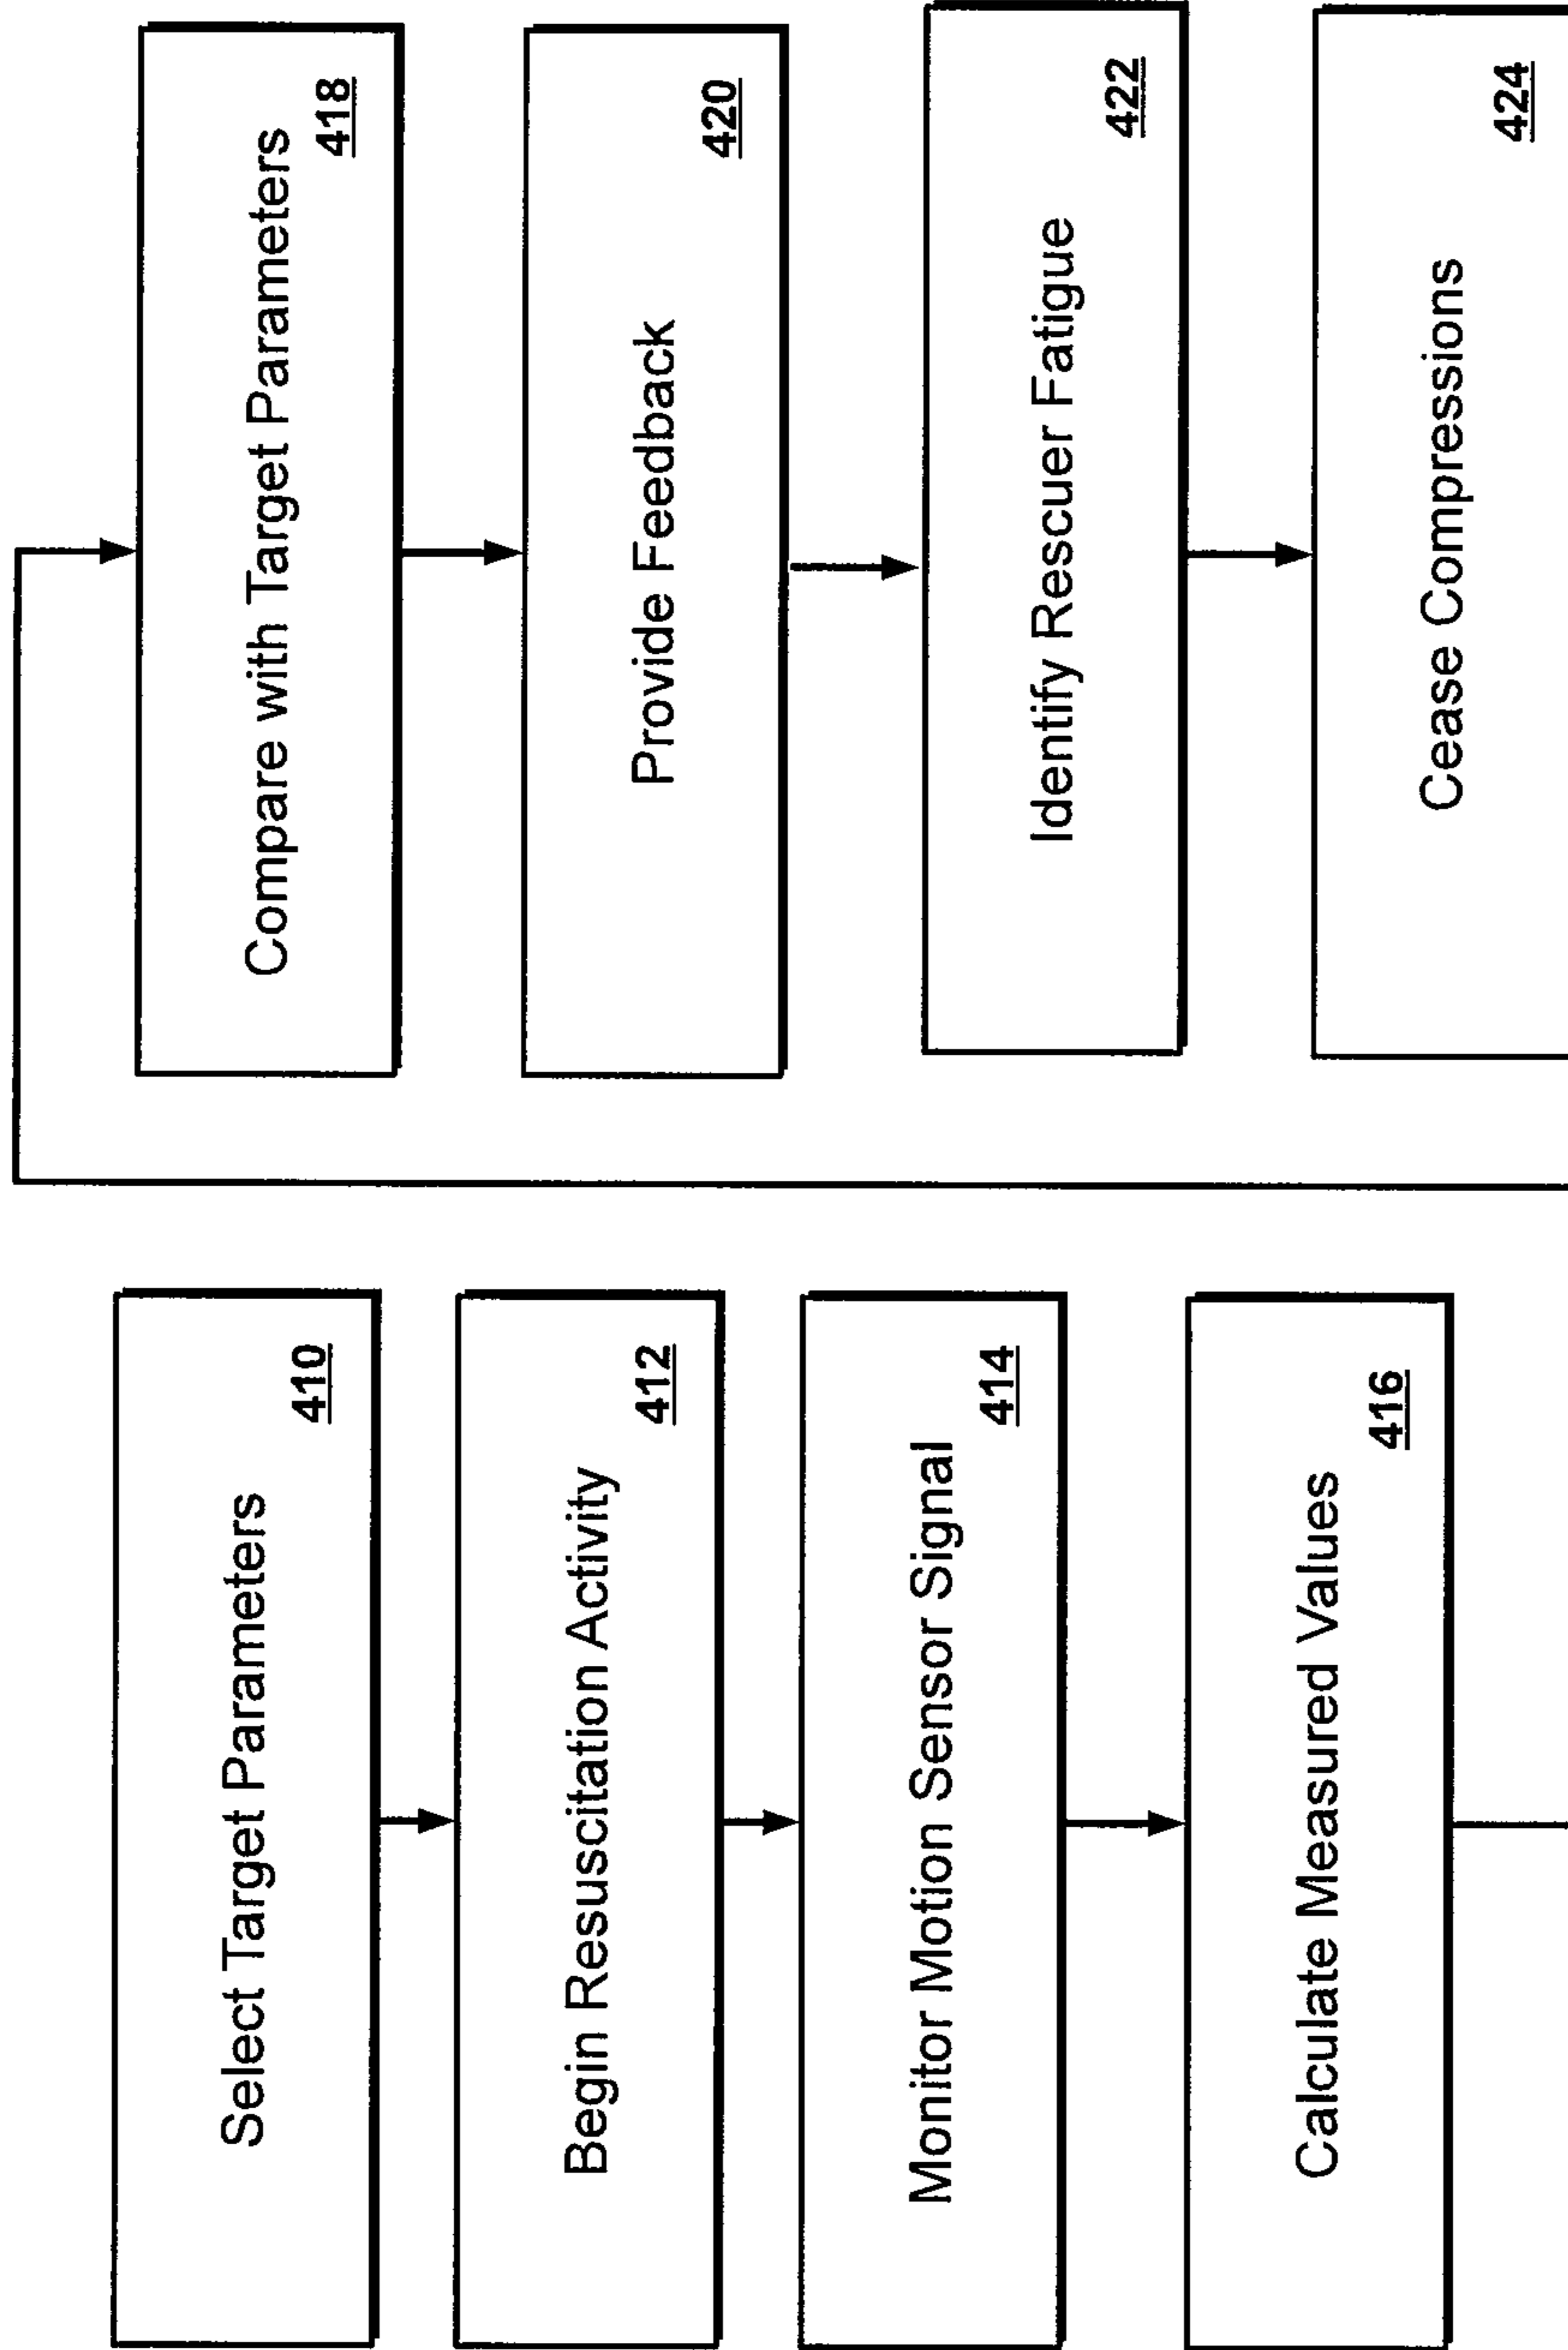 Select Target Parameters
410
Begin Resuscitation Activity
412
Monitor Motion Sensor Signal
414
Calculate Measured Values
416
Compare with Target Parameters
418
Provide Feedback
420
Identify Rescuer Fatigue
422
Cease Compressions
424